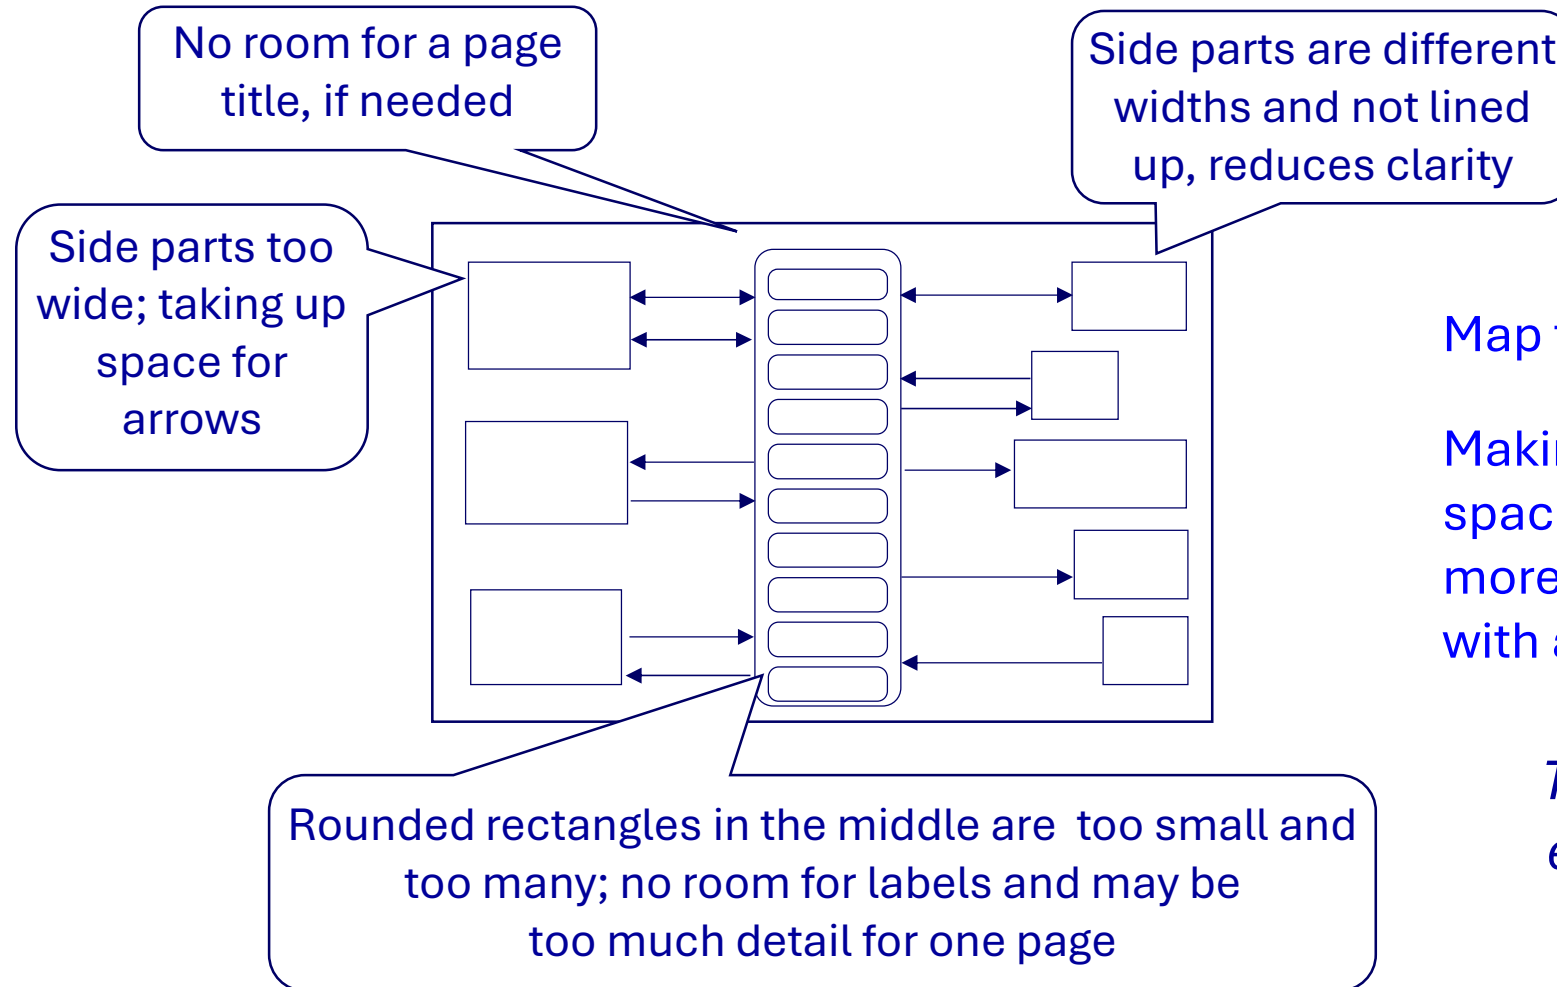 No room for a page
title, if needed
Side parts are different
widths and not lined
up, reduces clarity
Side parts too
wide; taking up
space for
arrows
Map
with
Rounded rectangles in the middle are too small and
too many; no room for labels and may be
too much detail for one page